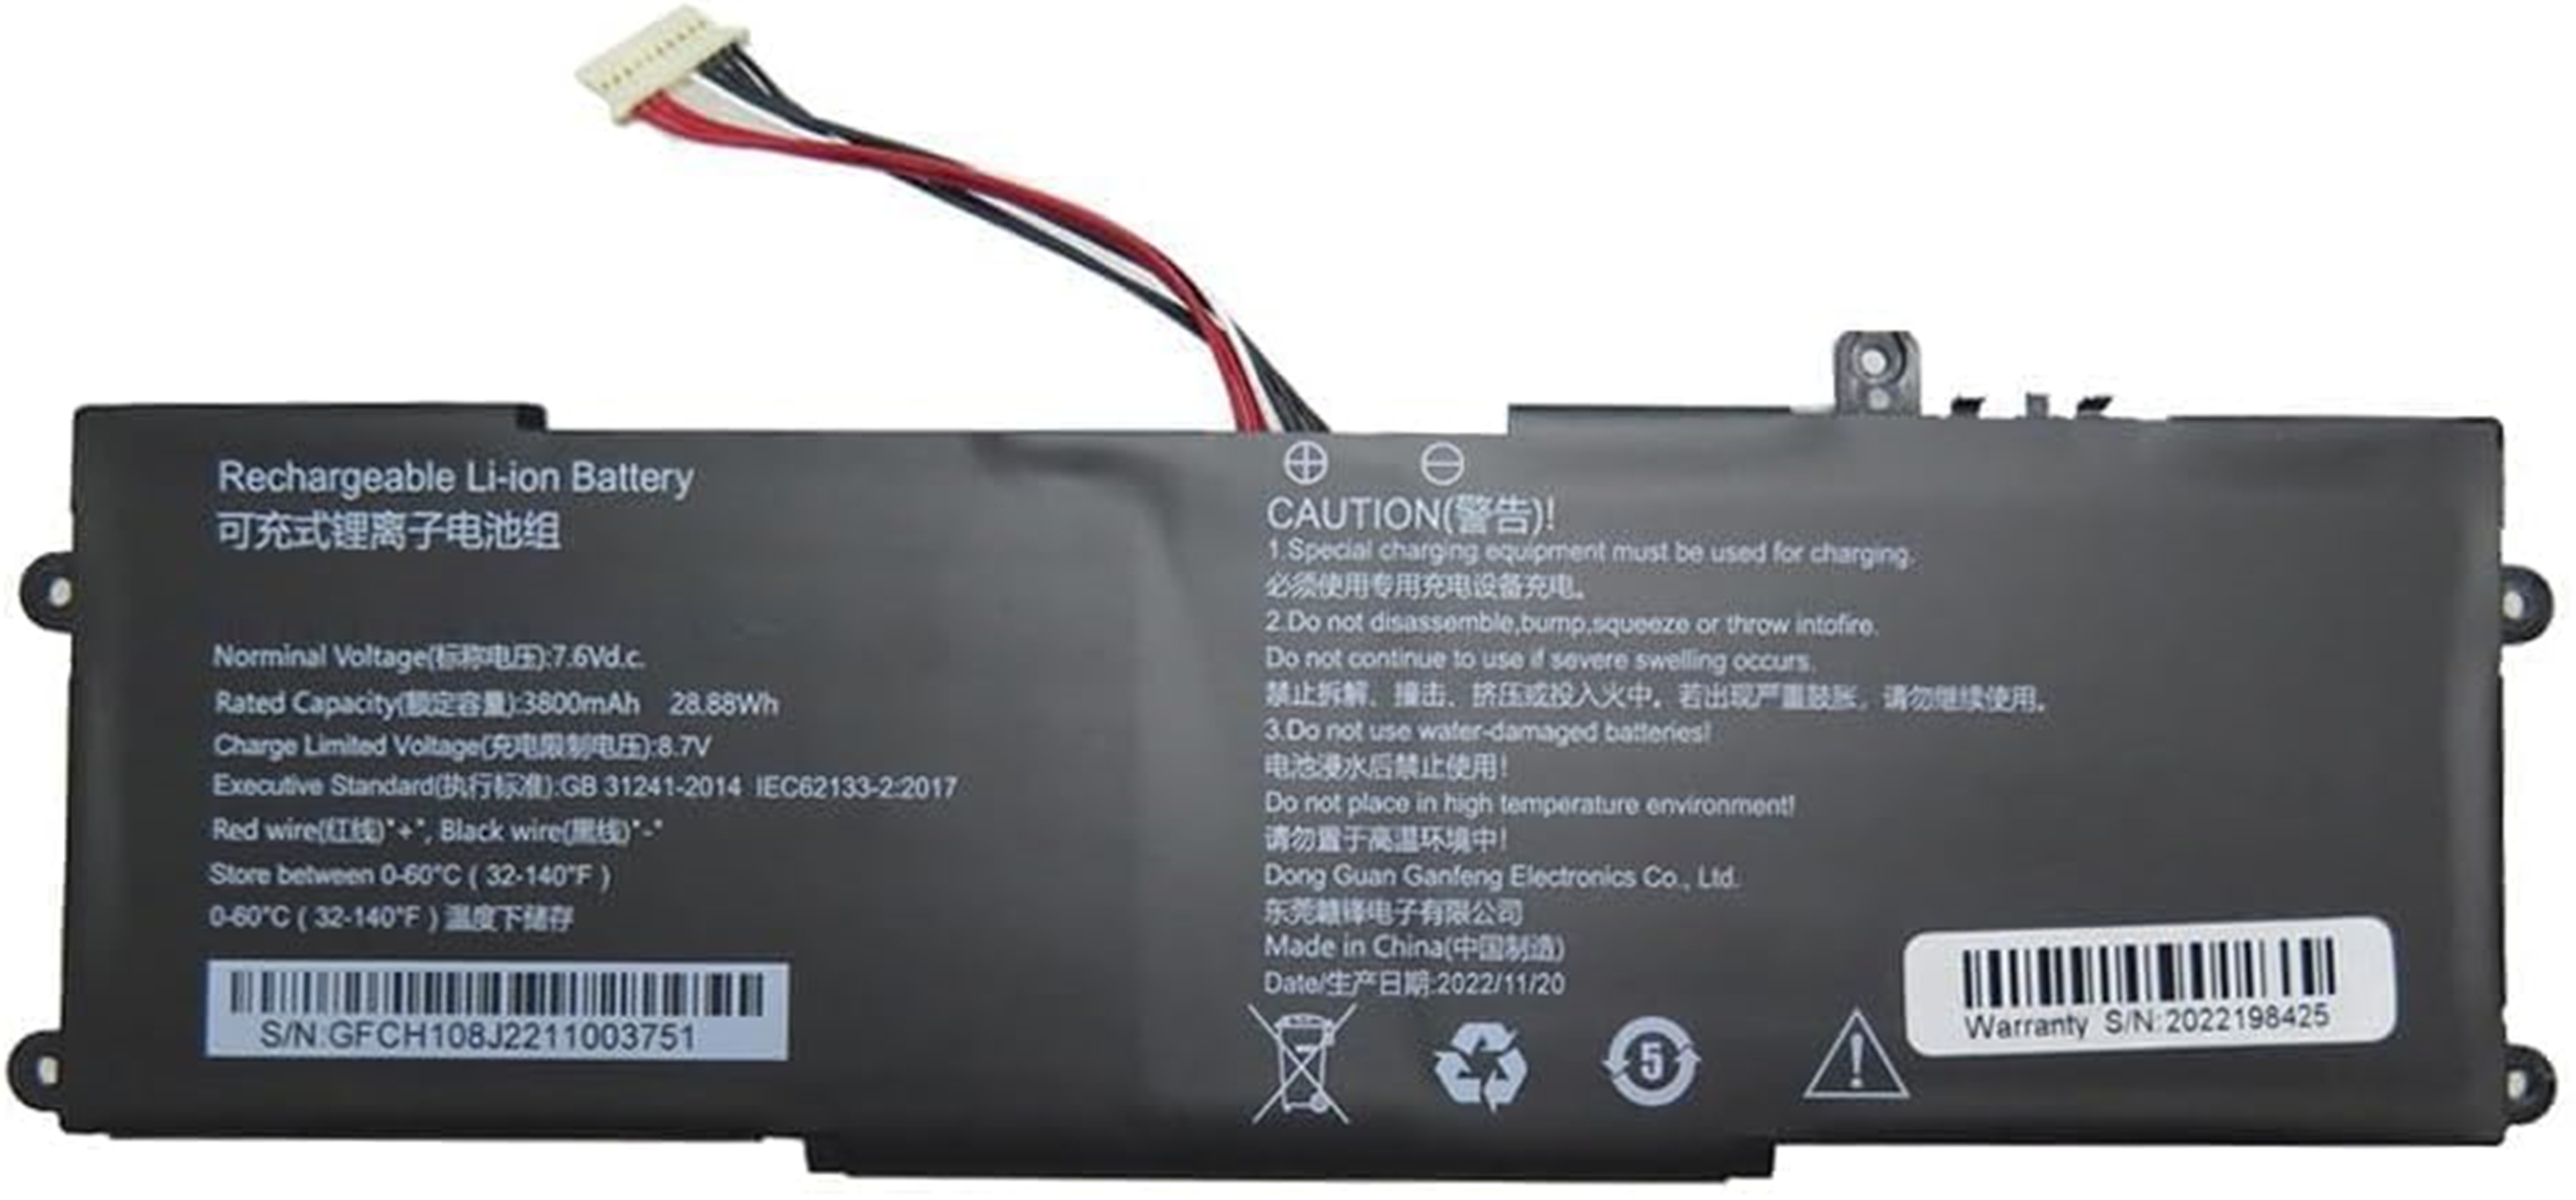 Rechargeable Li-ion Battery
可充式锂离子电池组
Norminal Voltage(标称电压):7.6Vd.c.
Rated Capacity(额定容量):3800mAh 28.88Wh
Charge Limited Voltage(充电限制电压):8.7V
Executive Standard(执行标准):GB 31241-2014 IEC62133-2:2017
Red wire(红线)"+", Black wire(黑线)"-"
Store between 0-60°C ( 32-140°F )
0-60°C ( 32-140°F ) 温度下储存
S/N:GFCH108J2211003751
CAUTION(警告)!
1.Special charging equipment must be used for charging.
必须使用专用充电设备充电。
2.Do not disassemble,bump,squeeze or throw intofire.
Do not continue to use if severe swelling occurs.
禁止拆解、撞击、挤压或投入火中。若出现严重鼓胀，请勿继续使用。
3.Do not use water-damaged batteries!
电池浸水后禁止使用!
Do not place in high temperature environment!
请勿置于高温环境中!
Dong Guan Ganfeng Electronics Co., Ltd.
东莞赣锋电子有限公司
Made in China(中国制造)
Date/生产日期:2022/11/20
5
Warranty S/N:2022198425